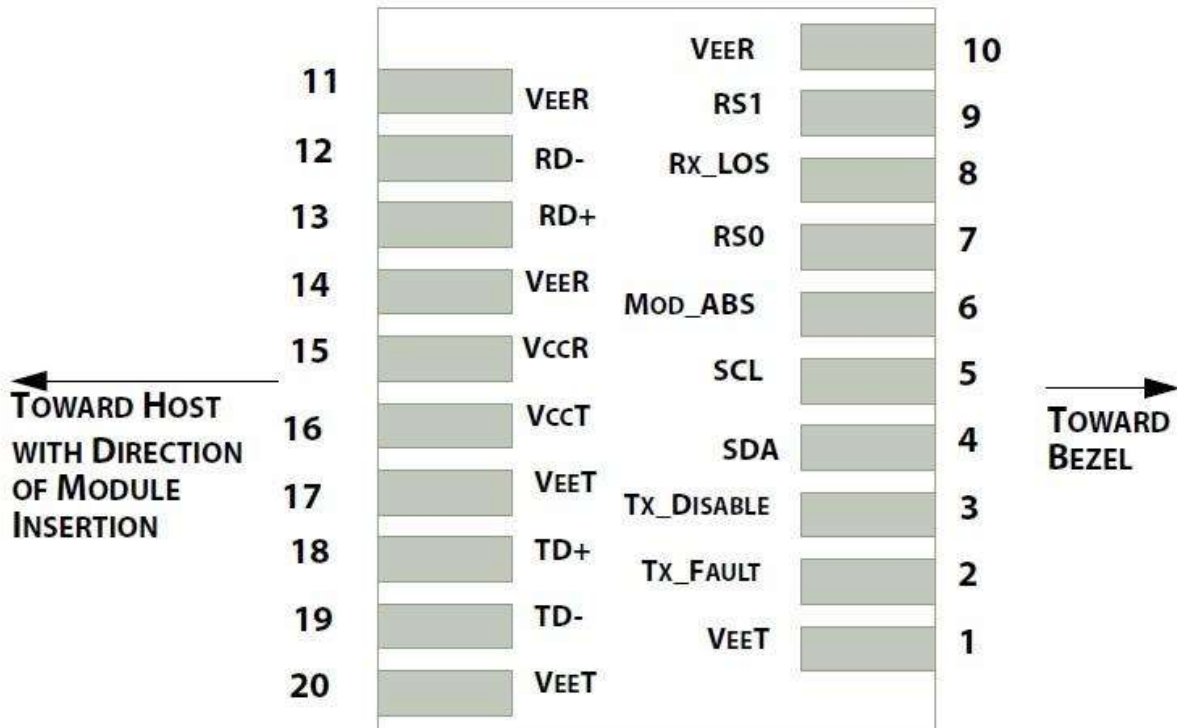 VEER 10
11 VEER
RS1 9
12 RD-
RX_LOS 8
13 RD+
RS0 7
14 VEER
MOD_ABS 6
15 VCCR
SCL 5
16 VCCT
SDA 4
17 VEET
TX_DISABLE 3
18 TD+
TX_FAULT 2
19 TD-
VEET 1
20 VEET
TOWARD HOST
WITH DIRECTION
OF MODULE
INSERTION
TOWARD
BEZEL